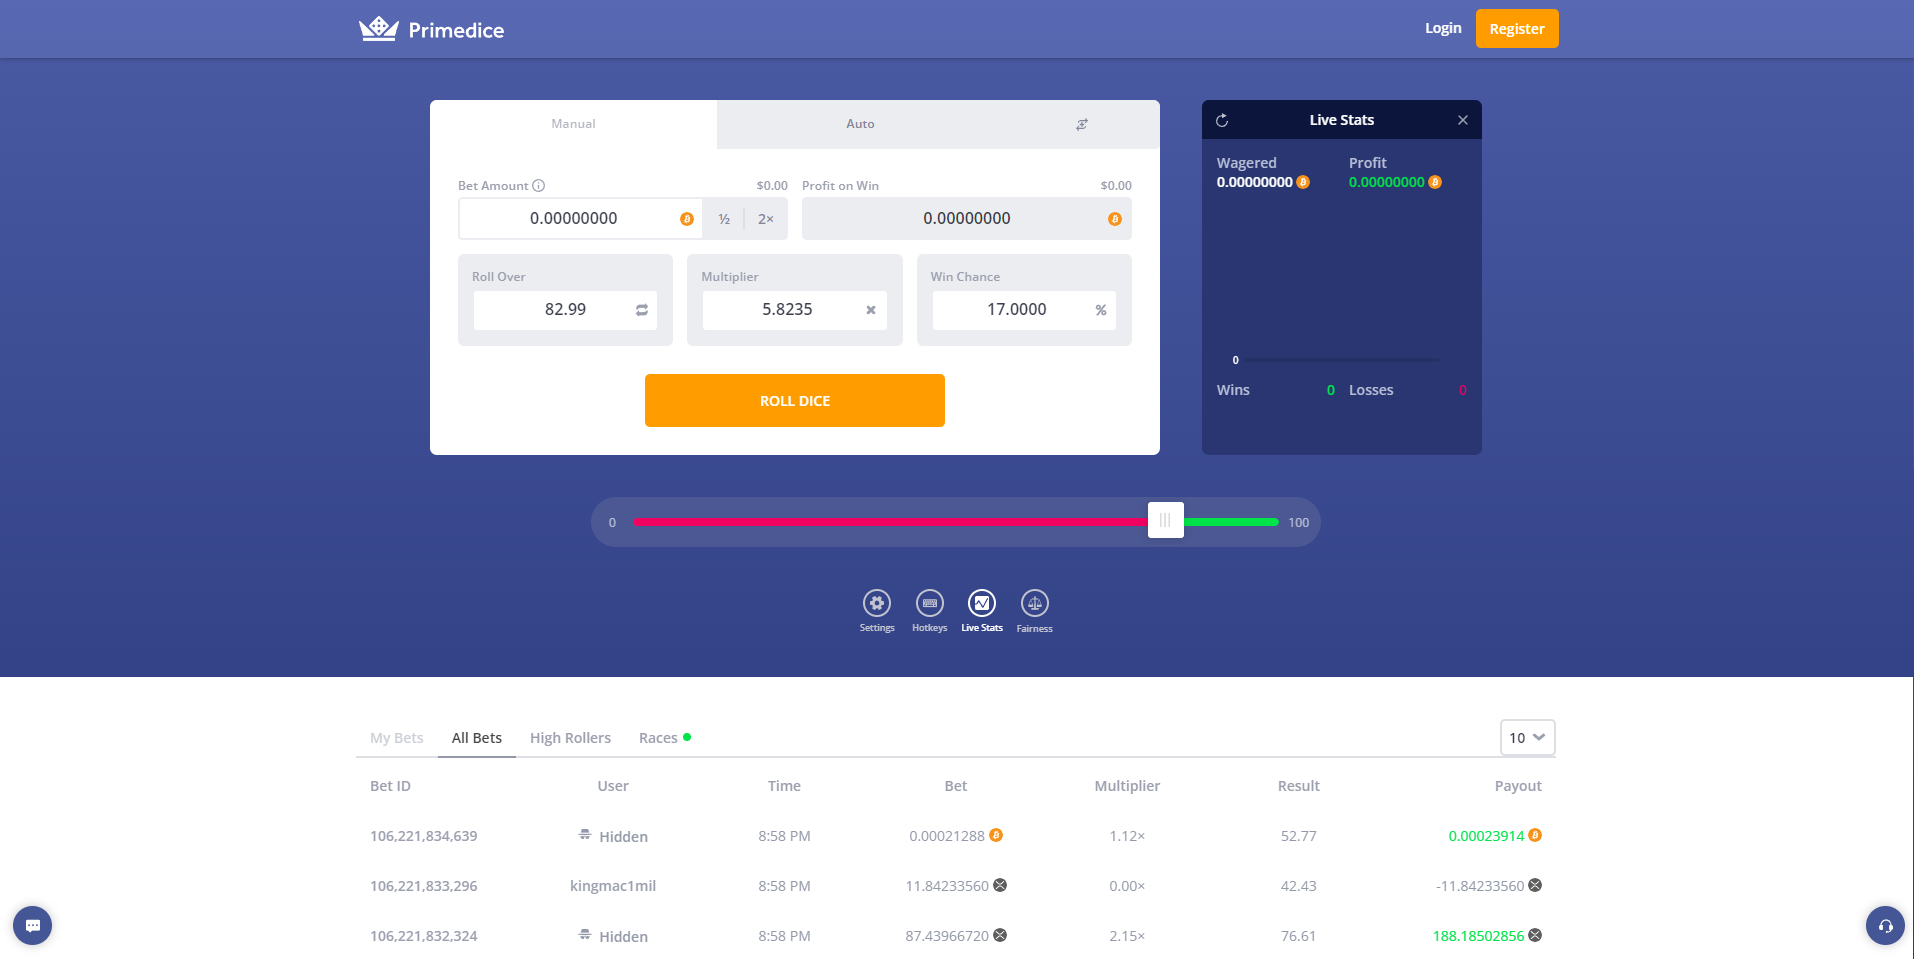 Primedice
Login
Register
Manual
Auto
Live Stats
Wagered
Profit
0.00000000
0.00000000
Bet Amount
$0.00
Profit on Win
$0.00
0.00000000
½
2×
0.00000000
Roll Over
Multiplier
Win Chance
82.99
5.8235
17.0000
%
ROLL DICE
0
Wins
0
Losses
0
0
100
Settings
Hotkeys
Live Stats
Fairness
My Bets
All Bets
High Rollers
Races
10
Bet ID User Time Bet Multiplier Result Payout
106,221,834,639 Hidden 8:58 PM 0.00021288 1.12× 52.77 0.00023914
106,221,833,296 kingmac1mil 8:58 PM 11.84233560 0.00× 42.43 -11.84233560
106,221,832,324 Hidden 8:58 PM 87.43966720 2.15× 76.61 188.18502856